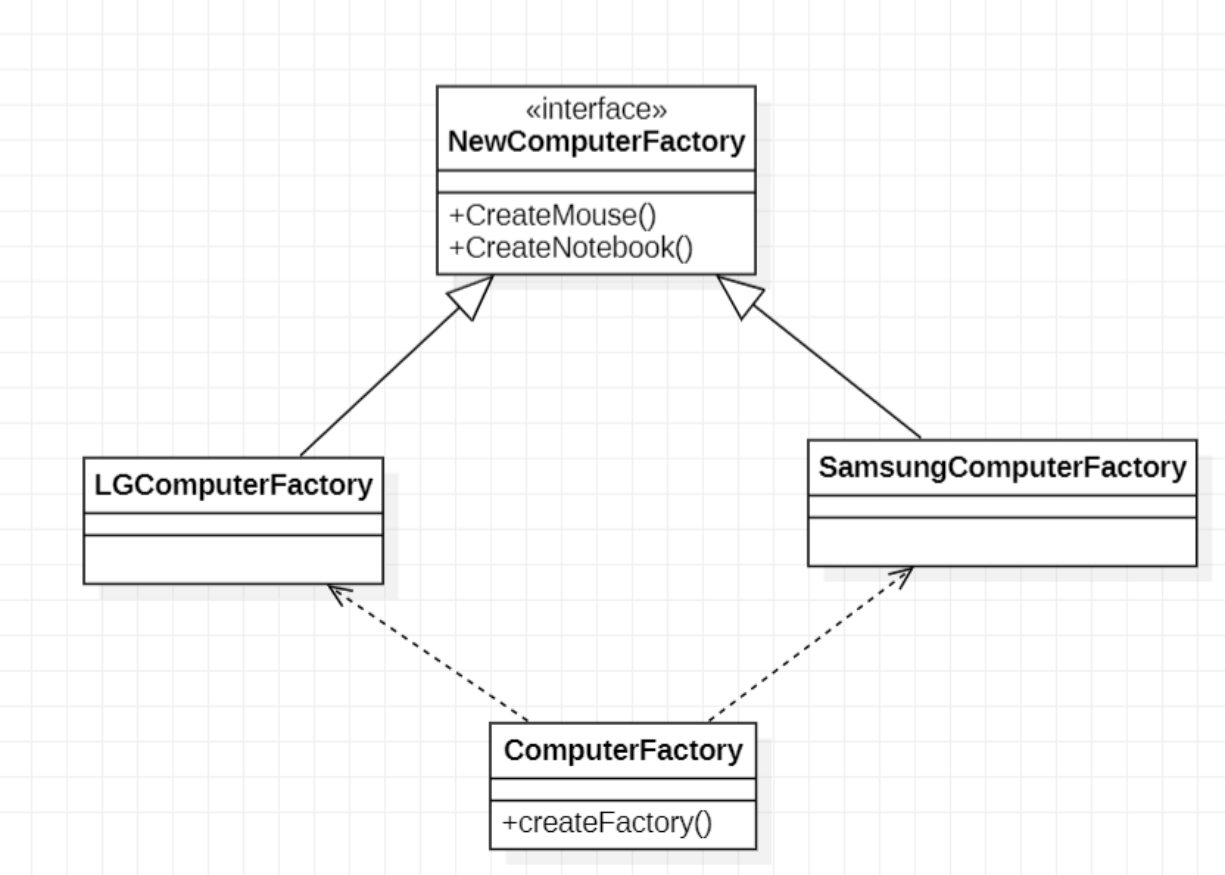 «interface»
NewComputerFactory
+CreateMouse()
+CreateNotebook()
LGComputerFactory
SamsungComputerFactory
ComputerFactory
+createFactory()